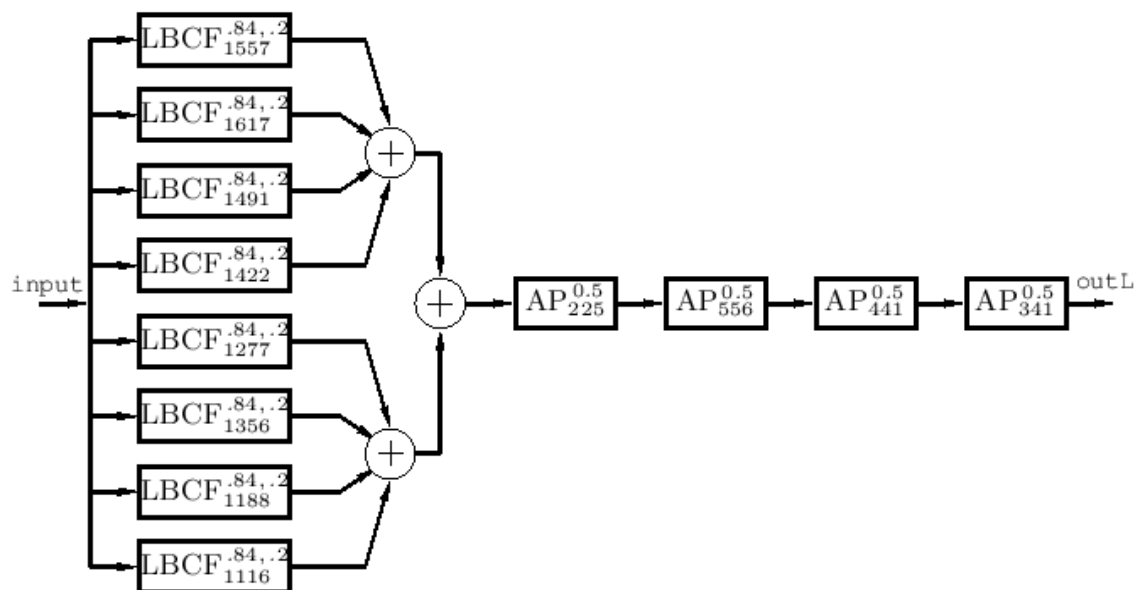 LBCF.84,.2 1557
LBCF.84,.2 1617
+
LBCF.84,.2 1491
LBCF.84,.2 1422
input
+
AP0.5 225
AP0.5 556
AP0.5 441
AP0.5 341
outL
LBCF.84,.2 1277
LBCF.84,.2 1356
+
LBCF.84,.2 1188
LBCF.84,.2 1116